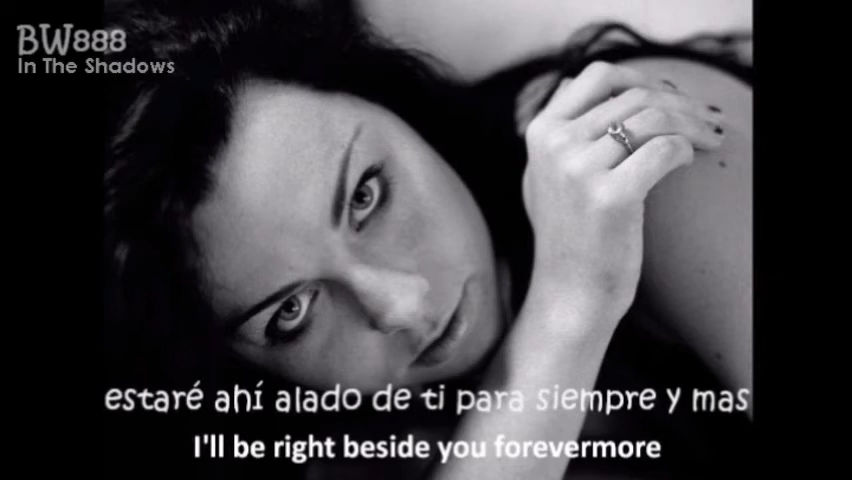 BW888
In The Shadows
estaré ahí alado de ti para siempre y mas
I'll be right beside you forevermore